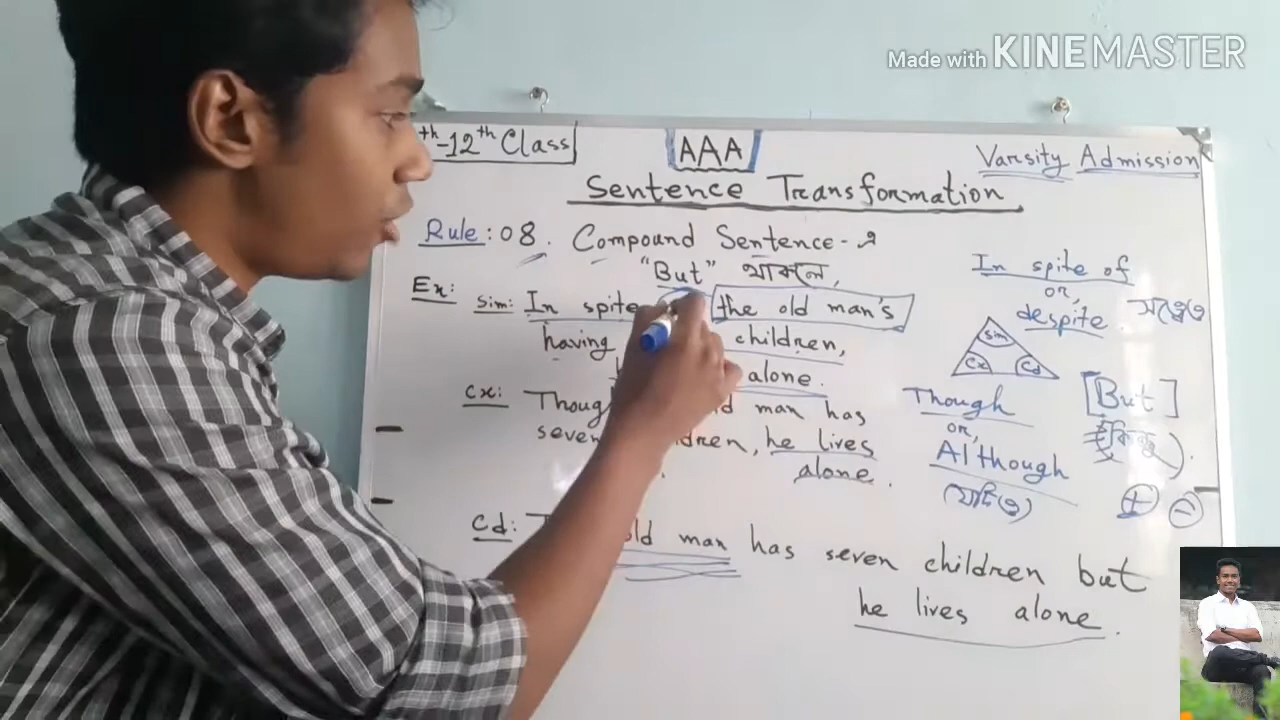 Made with KINEMASTER
th-12th Class
AAA
Varsity Admission
Sentence Transformation
Rule: 08. Compound Sentence-এ
"But" থাকলে,
Ex:
Sim: In spite the old man's
having children,
alone.
Cx: Thoug d man has
seven ldren, he lives
alone.
Cd: T old man has seven children but
he lives alone.
In spite of
or,
despite সত্ত্বেও
Sim
Cx Cd
Though
or,
Although
(যদিও)
[But]
কিন্তু)
+ -